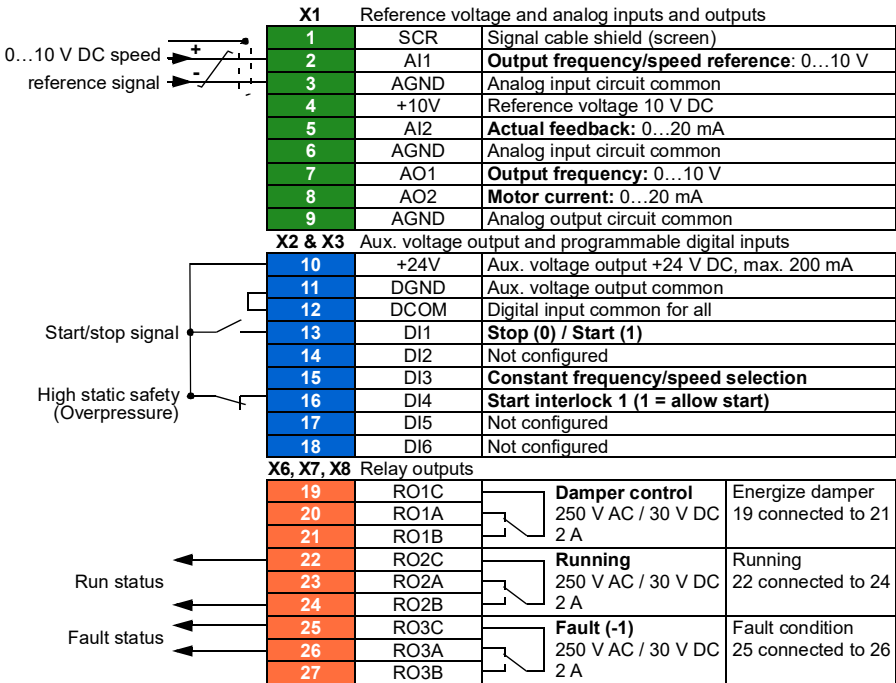 X1 Reference voltage and analog inputs and outputs
1 SCR Signal cable shield (screen)
0…10 V DC speed + 2 AI1 Output frequency/speed reference: 0…10 V
reference signal - 3 AGND Analog input circuit common
4 +10V Reference voltage 10 V DC
5 AI2 Actual feedback: 0…20 mA
6 AGND Analog input circuit common
7 AO1 Output frequency: 0…10 V
8 AO2 Motor current: 0…20 mA
9 AGND Analog output circuit common
X2 & X3 Aux. voltage output and programmable digital inputs
10 +24V Aux. voltage output +24 V DC, max. 200 mA
11 DGND Aux. voltage output common
12 DCOM Digital input common for all
Start/stop signal 13 DI1 Stop (0) / Start (1)
14 DI2 Not configured
15 DI3 Constant frequency/speed selection
High static safety 16 DI4 Start interlock 1 (1 = allow start)
(Overpressure)
17 DI5 Not configured
18 DI6 Not configured
X6, X7, X8 Relay outputs
19 RO1C Damper control Energize damper
20 RO1A 250 V AC / 30 V DC 19 connected to 21
21 RO1B 2 A
22 RO2C Running Running
Run status 23 RO2A 250 V AC / 30 V DC 22 connected to 24
24 RO2B 2 A
25 RO3C Fault (-1) Fault condition
Fault status 26 RO3A 250 V AC / 30 V DC 25 connected to 26
27 RO3B 2 A